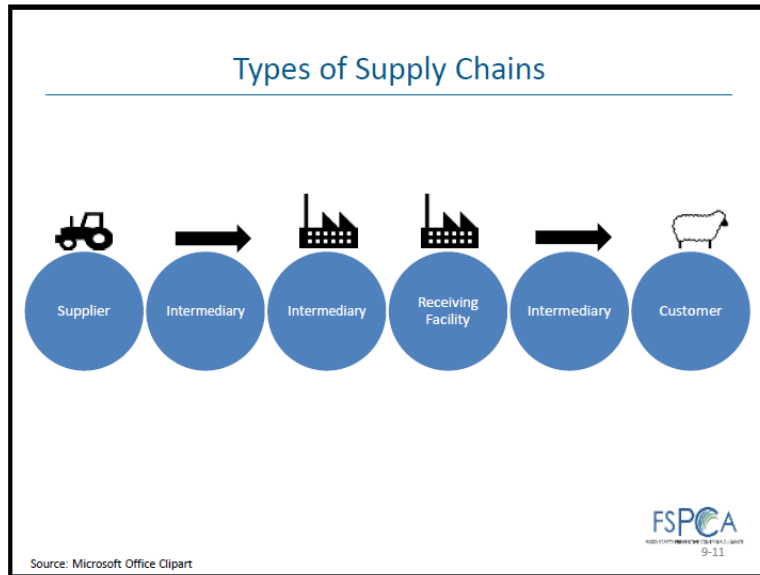 Types of Supply Chains
Supplier
Intermediary
Intermediary
Receiving
Facility
Intermediary
Customer
FSPCA
9-11
Source: Microsoft Office Clipart